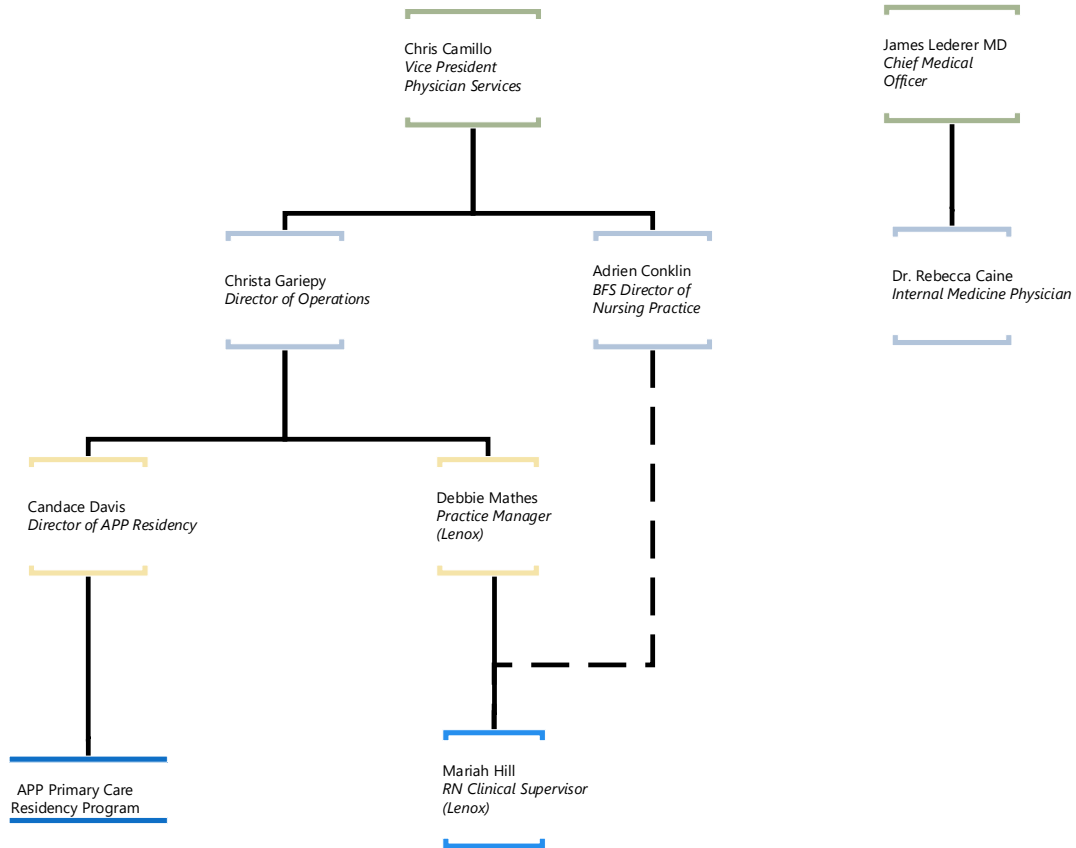 Chris Camillo
Vice President
Physician Services
James Lederer MD
Chief Medical
Officer
Christa Gariepy
Director of Operations
Adrien Conklin
BFS Director of
Nursing Practice
Dr. Rebecca Caine
Internal Medicine Physician
Candace Davis
Director of APP Residency
Debbie Mathes
Practice Manager
(Lenox)
APP Primary Care
Residency Program
Mariah Hill
RN Clinical Supervisor
(Lenox)